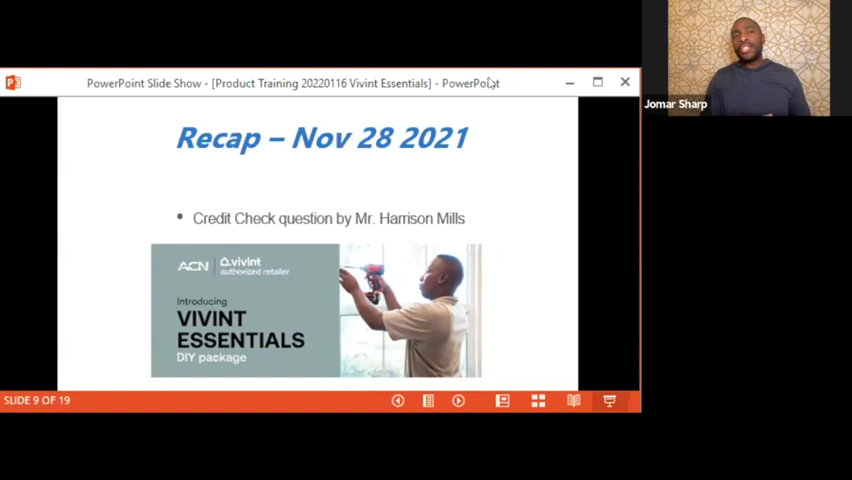 PowerPoint Slide Show - [Product Training 20220116 Vivint Essentials] - PowerPoint
Jomar Sharp
Recap – Nov 28 2021
• Credit Check question by Mr. Harrison Mills
ACN | vivint
authorized retailer
Introducing
VIVINT
ESSENTIALS
DIY package
SLIDE 9 OF 19